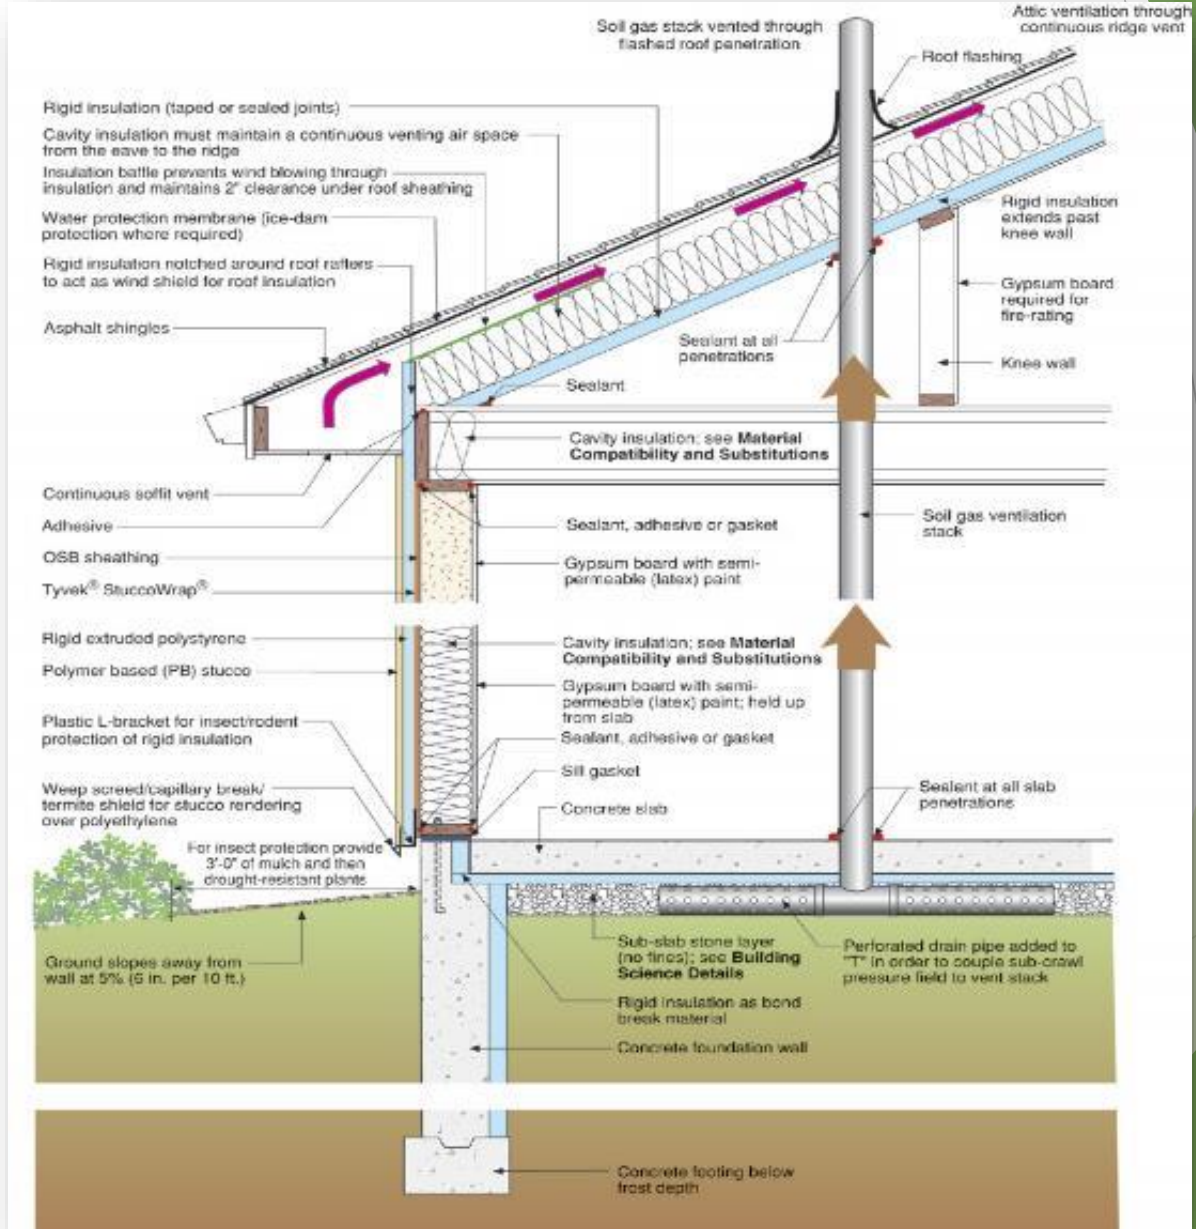 Soil gas stack vented through
flashed roof penetration
Attic ventilation through
continuous ridge vent
Roof flashing
Rigid insulation (taped or sealed joints)
Cavity insulation must maintain a continuous venting air space
from the eave to the ridge
Insulation baffle prevents wind blowing through
insulation and maintains 2" clearance under roof sheathing
Water protection membrane (ice-dam
protection where required)
Rigid insulation notched around roof rafters
to act as wind shield for roof insulation
Asphalt shingles
Rigid insulation
extends past
knee wall
Gypsum board
required for
fire-rating
Knee wall
Sealant at all
penetrations
Sealant
Cavity insulation; see Material
Compatibility and Substitutions
Continuous soffit vent
Adhesive
OSB sheathing
Tyvek® StuccoWrap®
Sealant, adhesive or gasket
Gypsum board with semi-
permeable (latex) paint
Soil gas ventilation
stack
Rigid extruded polystyrene
Polymer based (PB) stucco
Plastic L-bracket for insect/rodent
protection of rigid insulation
Weep screed/capillary break/
termite shield for stucco rendering
over polyethylene
Cavity insulation; see Material
Compatibility and Substitutions
Gypsum board with semi-
permeable (latex) paint; held up
from slab
Sealant, adhesive or gasket
Sill gasket
Concrete slab
Sealant at all slab
penetrations
For insect protection provide
3'-0" of mulch and then
drought-resistant plants
Ground slopes away from
wall at 5% (6 in. per 10 ft.)
Sub-slab stone layer
(no fines); see Building
Science Details
Rigid insulation as bond
break material
Concrete foundation wall
Perforated drain pipe added to
"T" in order to couple sub-crawl
pressure field to vent stack
Concrete footing below
frost depth